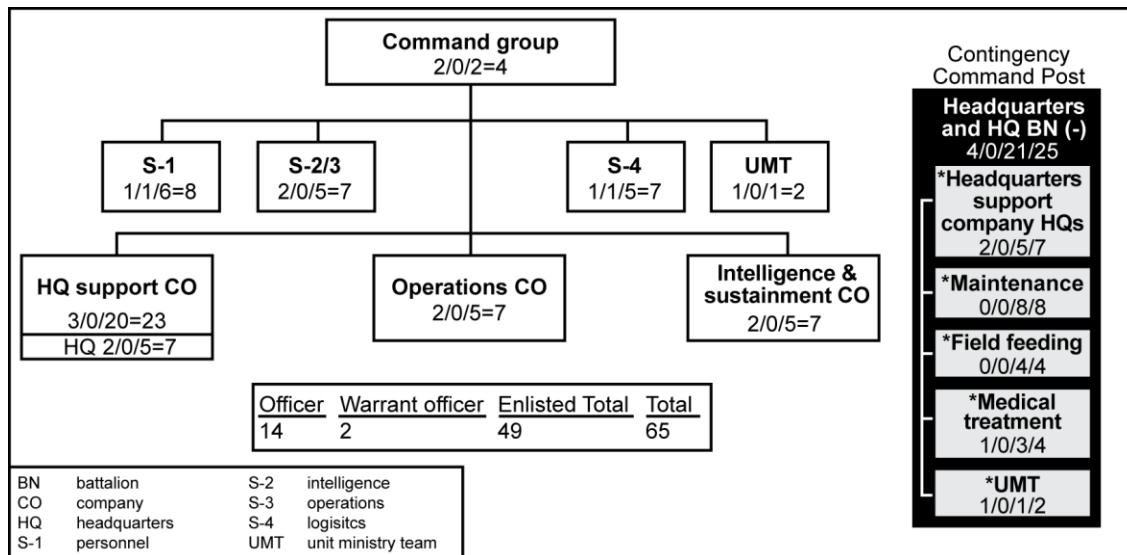 Command group
2/0/2=4
S-1
1/1/6=8
S-2/3
2/0/5=7
S-4
1/1/5=7
UMT
1/0/1=2
HQ support CO
3/0/20=23
HQ 2/0/5=7
Operations CO
2/0/5=7
Intelligence &
sustainment CO
2/0/5=7
Officer Warrant officer Enlisted Total Total
14 2 49 65
BN battalion S-2 intelligence
CO company S-3 operations
HQ headquarters S-4 logisitcs
S-1 personnel UMT unit ministry team
Contingency
Command Post
Headquarters
and HQ BN (-)
4/0/21/25
*Headquarters
support
company HQs
2/0/5/7
*Maintenance
0/0/8/8
*Field feeding
0/0/4/4
*Medical
treatment
1/0/3/4
*UMT
1/0/1/2